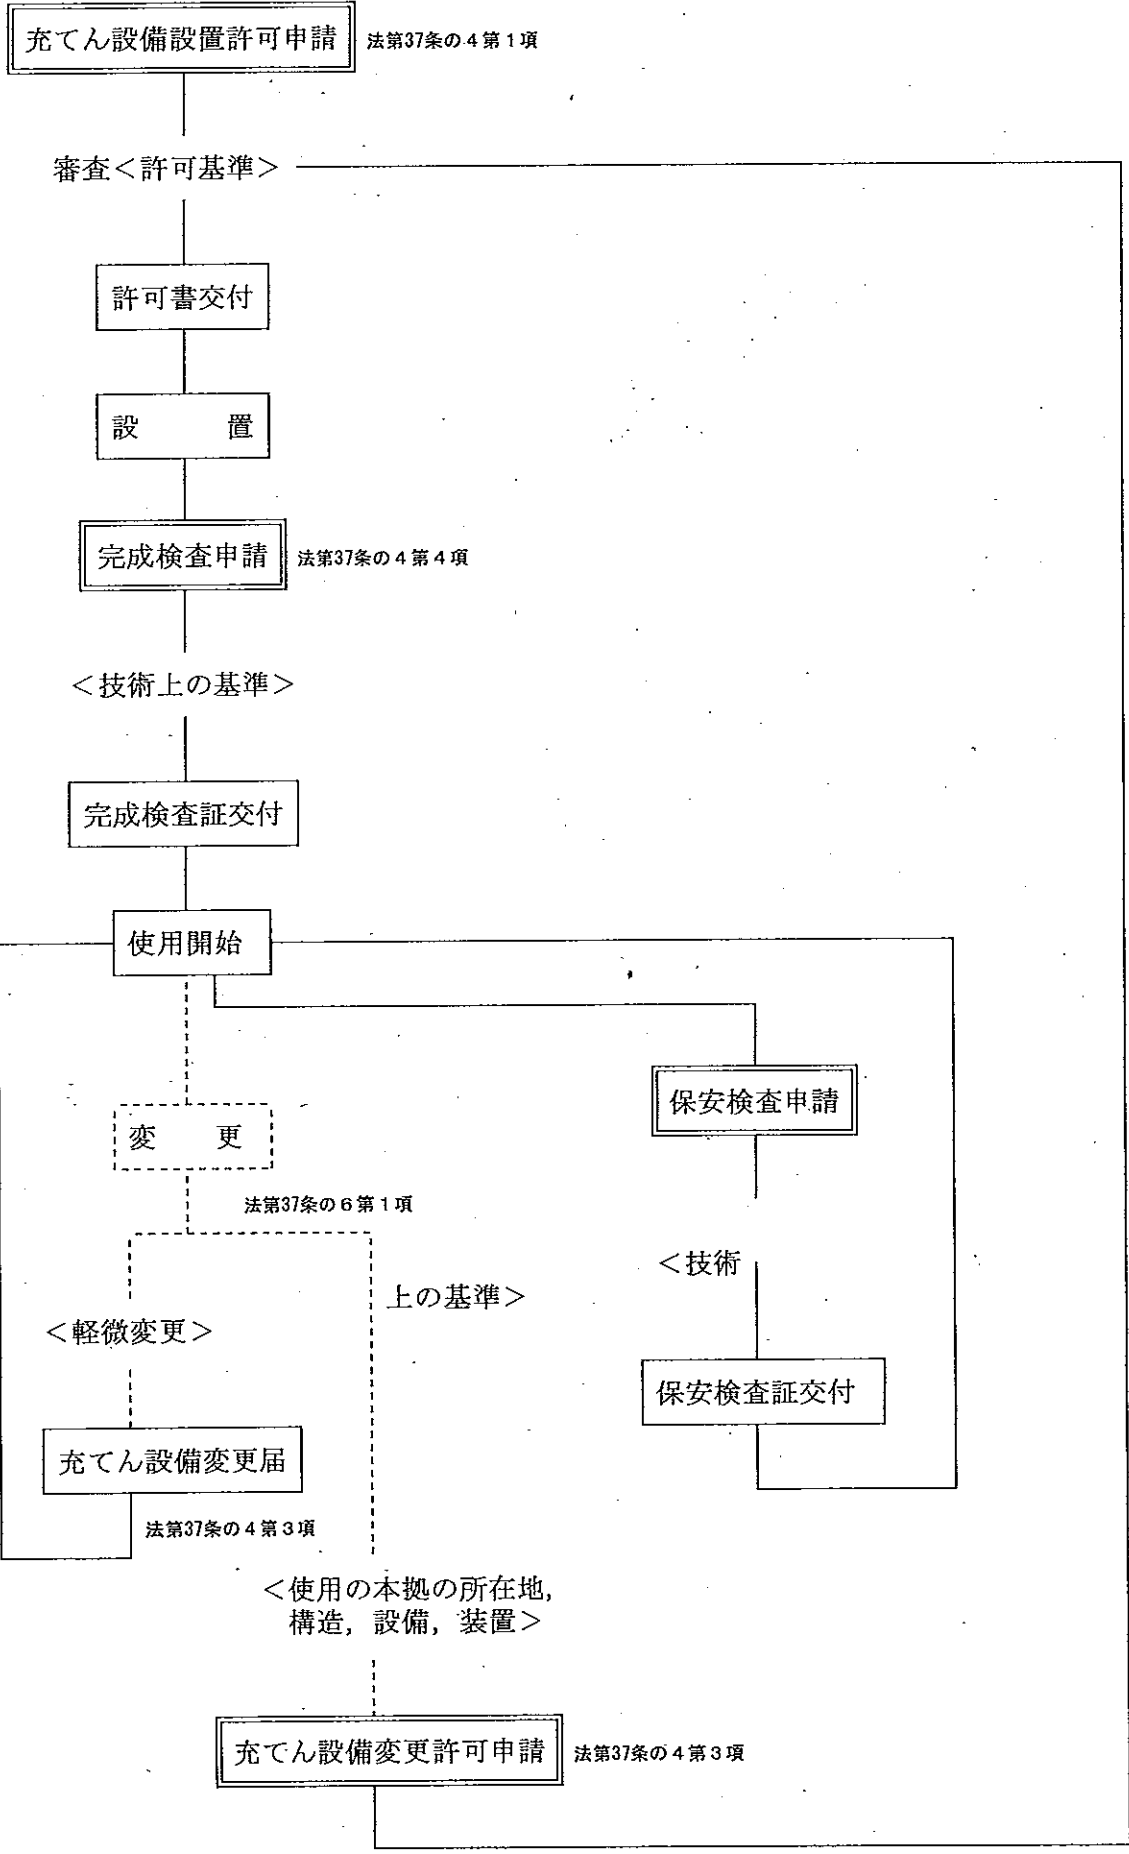 充てん設備設置許可申請 法第37条の4第1項
審査＜許可基準＞
許可書交付
設　　　置
完成検査申請 法第37条の4第4項
＜技術上の基準＞
完成検査証交付
使用開始
保安検査申請
変　　更
法第37条の6第1項
＜技術
上の基準＞
＜軽微変更＞
保安検査証交付
充てん設備変更届
法第37条の4第3項
＜使用の本拠の所在地,
構造, 設備, 装置＞
充てん設備変更許可申請 法第37条の4第3項